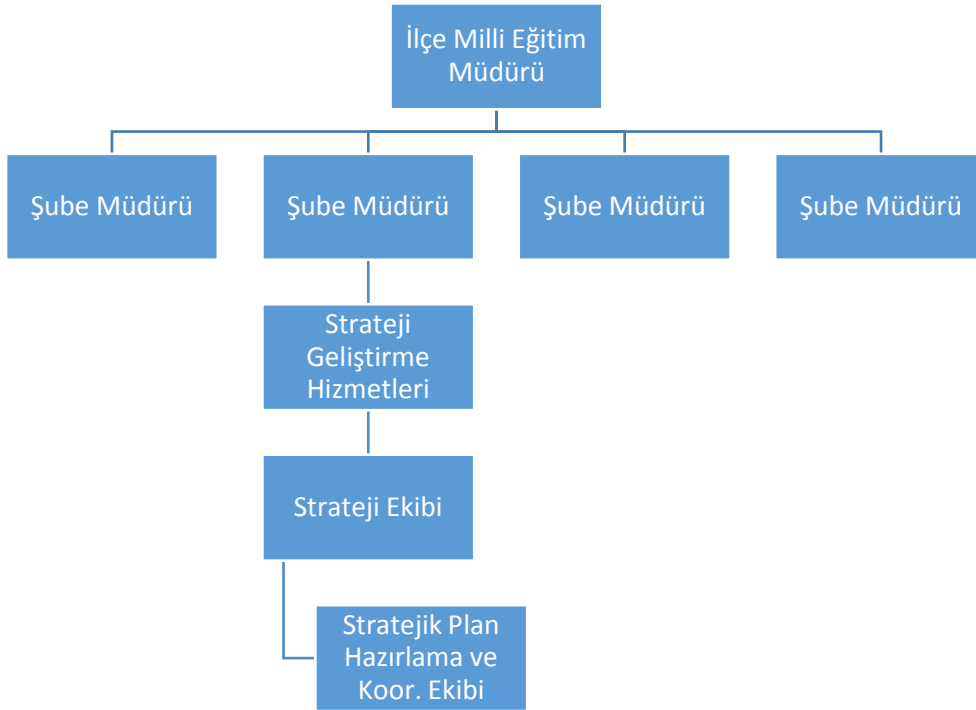 İlçe Milli Eğitim
Müdürü
Şube Müdürü
Şube Müdürü
Şube Müdürü
Şube Müdürü
Strateji
Geliştirme
Hizmetleri
Strateji Ekibi
Stratejik Plan
Hazırlama ve
Koor. Ekibi